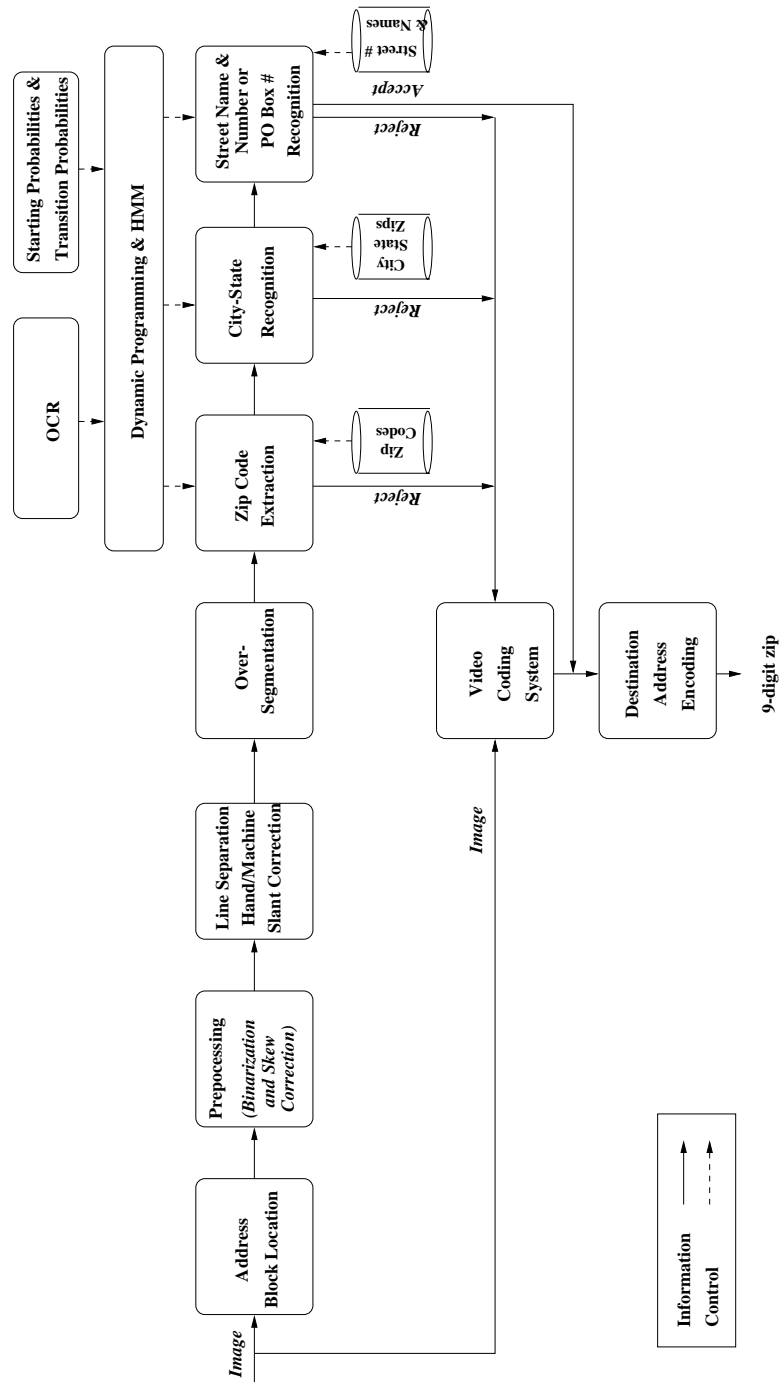 Starting Probabilities &
Transition Probabilities
OCR
Dynamic Programming & HMM
Image
Address
Block Location
Prepocessing
(Binarization
and Skew
Correction)
Line Separation
Hand/Machine
Slant Correction
Over-
Segmentation
Zip Code
Extraction
City-State
Recognition
Street Name &
Number or
PO Box #
Recognition
Reject
Zip
Codes
Reject
City
State
Zips
Reject
Accept
Street #
& Names
Image
Video
Coding
System
Destination
Address
Encoding
9-digit zip
Information
Control